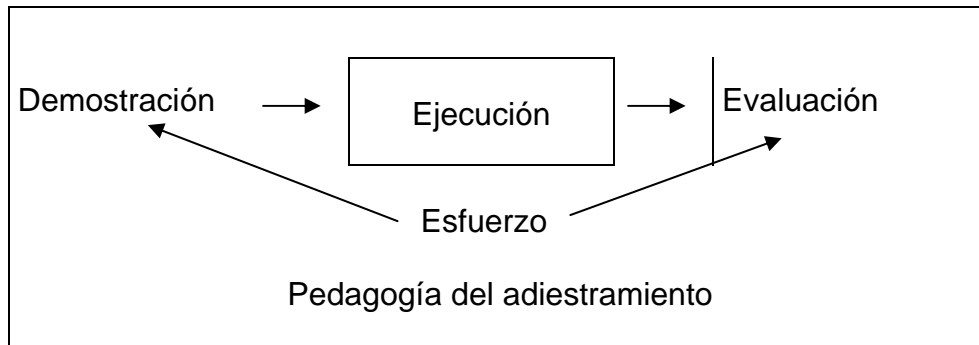 Demostración
Ejecución
Evaluación
Esfuerzo
Pedagogía del adiestramiento